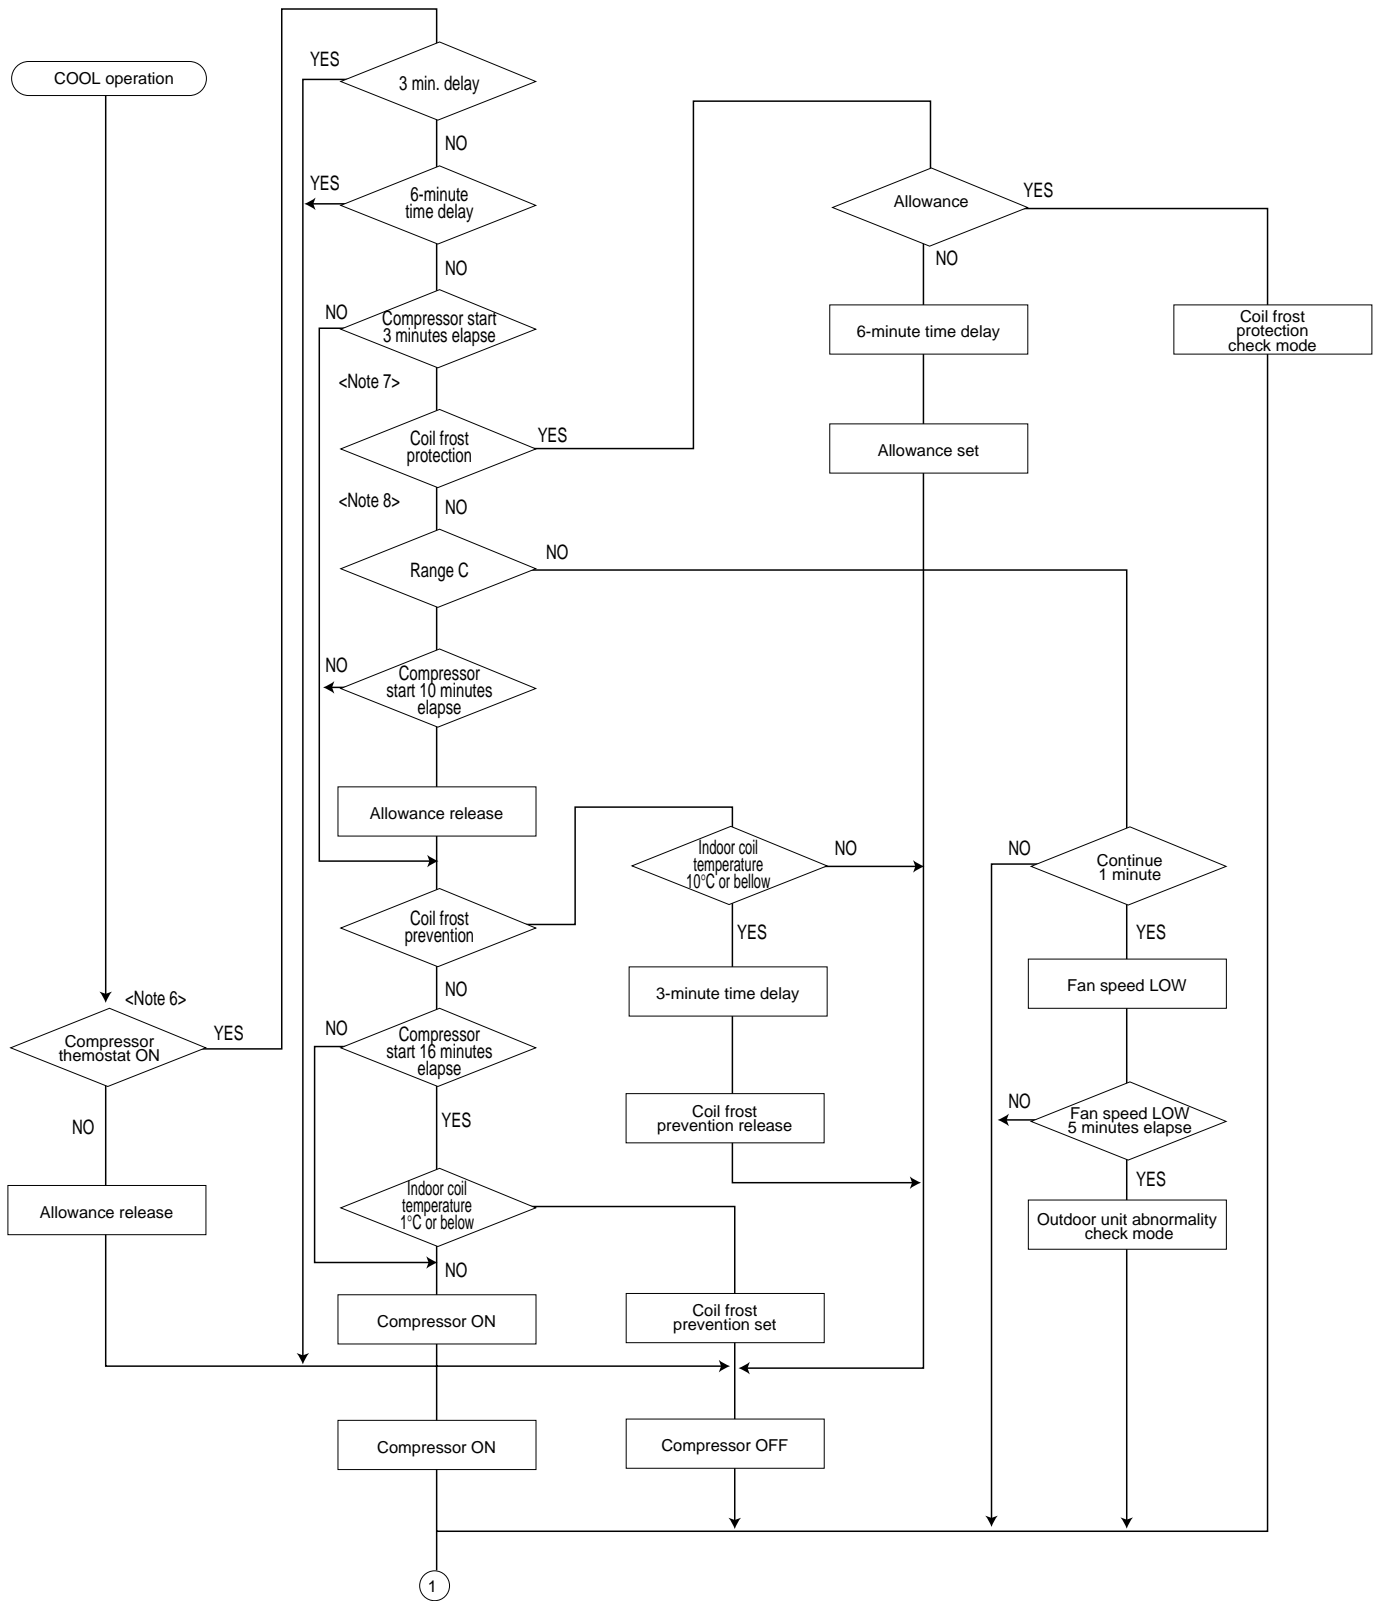 COOL operation
YES
3 min. delay
NO
YES
6-minute
time delay
NO
NO
Compressor start
3 minutes elapse
<Note 7>
Coil frost
protection
YES
<Note 8>
NO
Range C
NO
NO
Compressor
start 10 minutes
elapse
Allowance release
Coil frost
prevention
NO
NO
Compressor
start 16 minutes
elapse
YES
Indoor coil
temperature
1°C or below
NO
Compressor ON
Compressor ON
1
<Note 6>
Compressor
themostat ON
YES
NO
Allowance release
Indoor coil
temperature
10°C or bellow
NO
YES
3-minute time delay
Coil frost
prevention release
Coil frost
prevention set
Compressor OFF
Allowance
YES
NO
6-minute time delay
Allowance set
Coil frost
protection
check mode
NO
Continue
1 minute
YES
Fan speed LOW
NO
Fan speed LOW
5 minutes elapse
YES
Outdoor unit abnormality
check mode